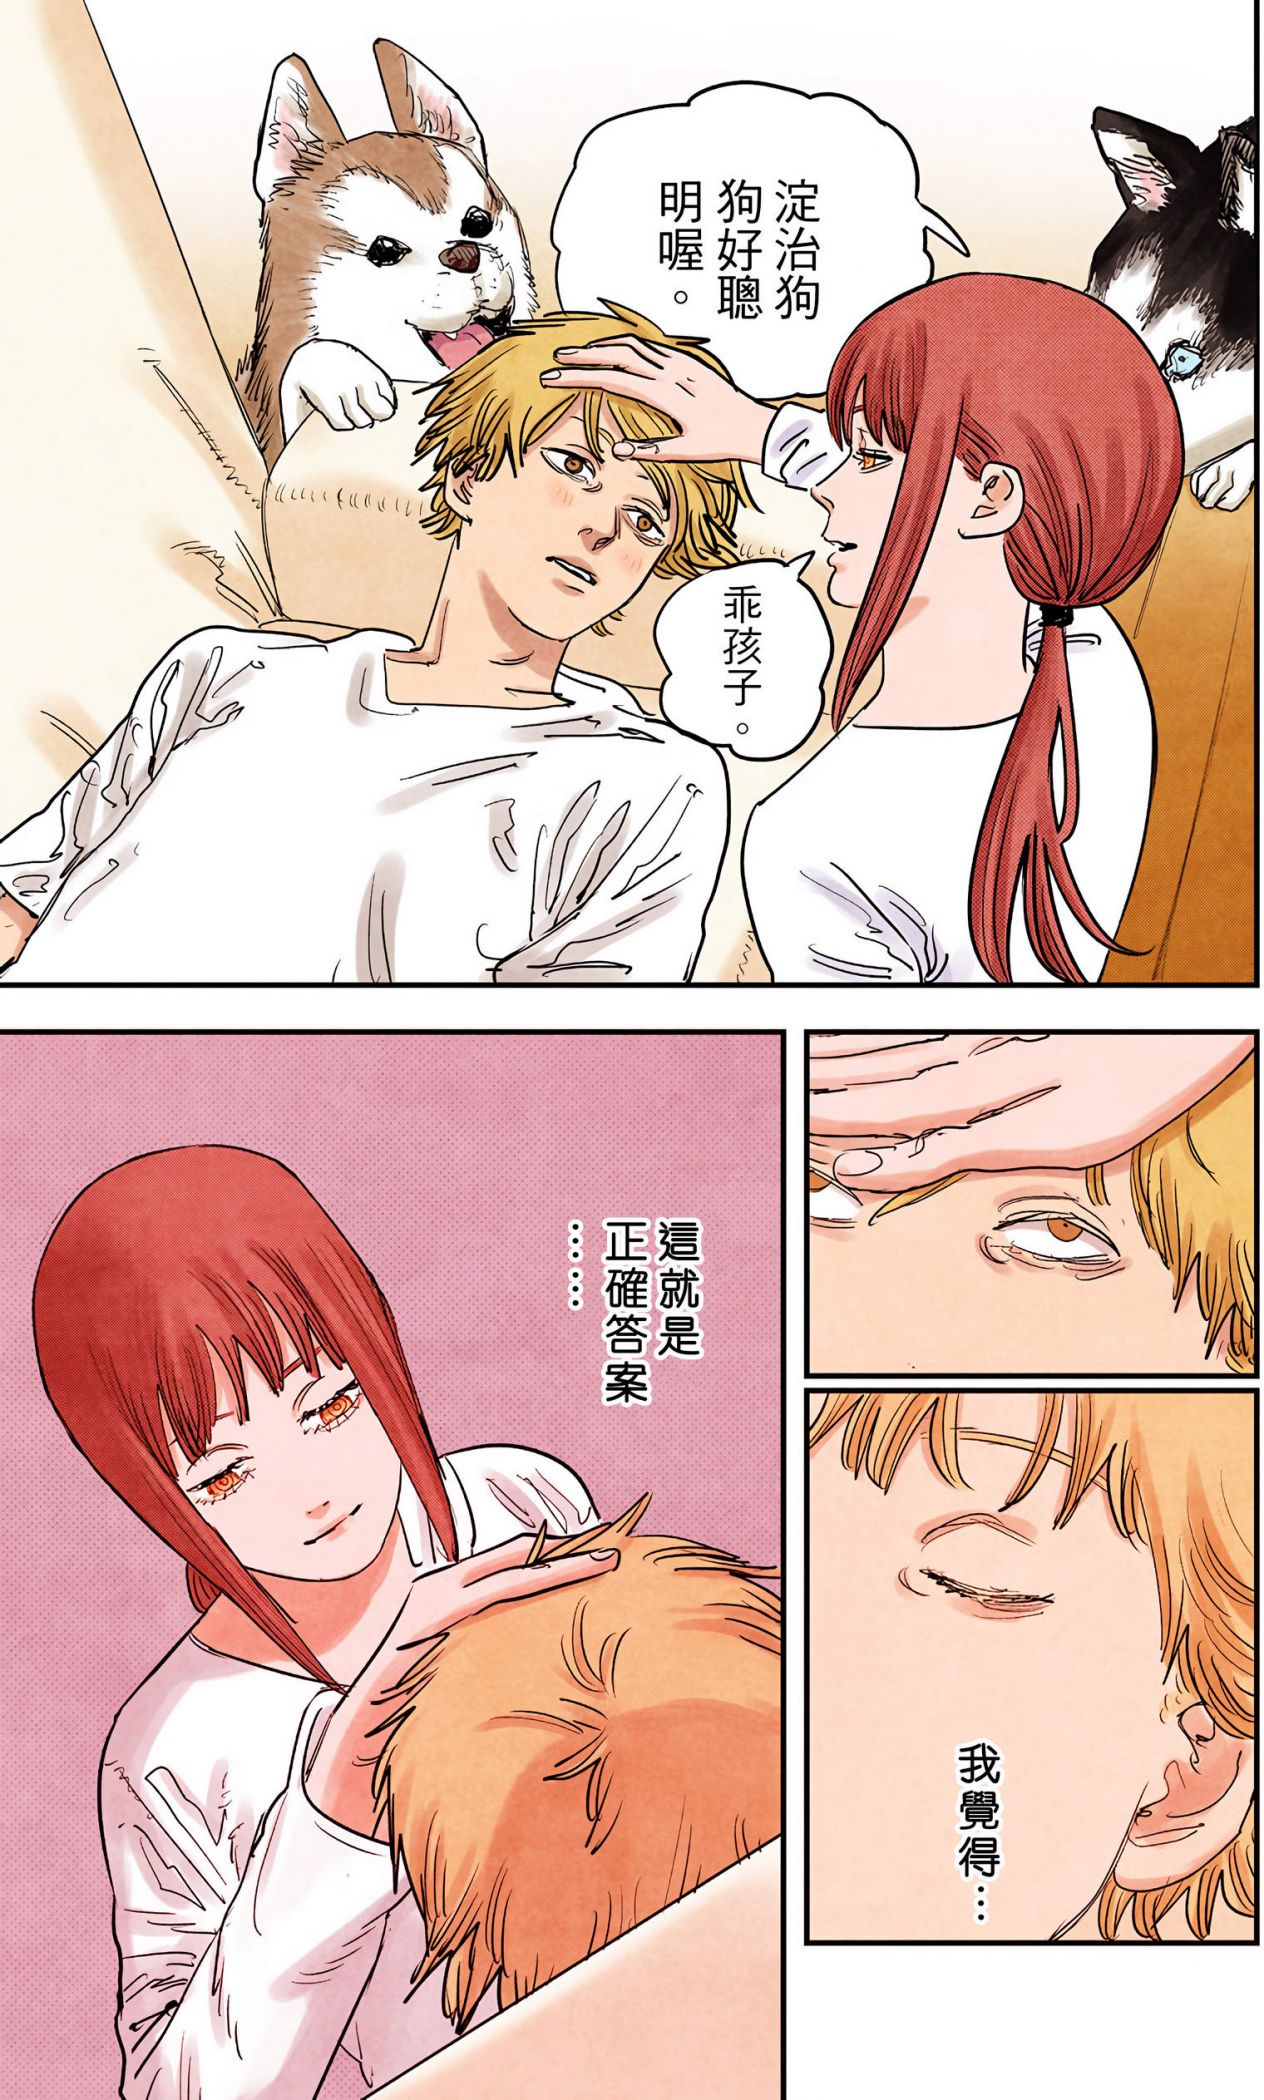 淀治狗
狗好聰
明喔。
乖孩子。
我覺得…
這就是
正確答案
……